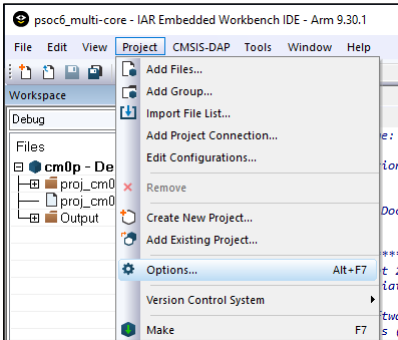 psoc6_multi-core - IAR Embedded Workbench IDE - Arm 9.30.1
File Edit View Project CMSIS-DAP Tools Window Help
Workspace
Debug
Files
cm0p - De
proj_cm0
proj_cm0
Output
Add Files...
Add Group...
Import File List...
Add Project Connection...
Edit Configurations...
Remove
Create New Project...
Add Existing Project...
Options... Alt+F7
Version Control System
Make F7